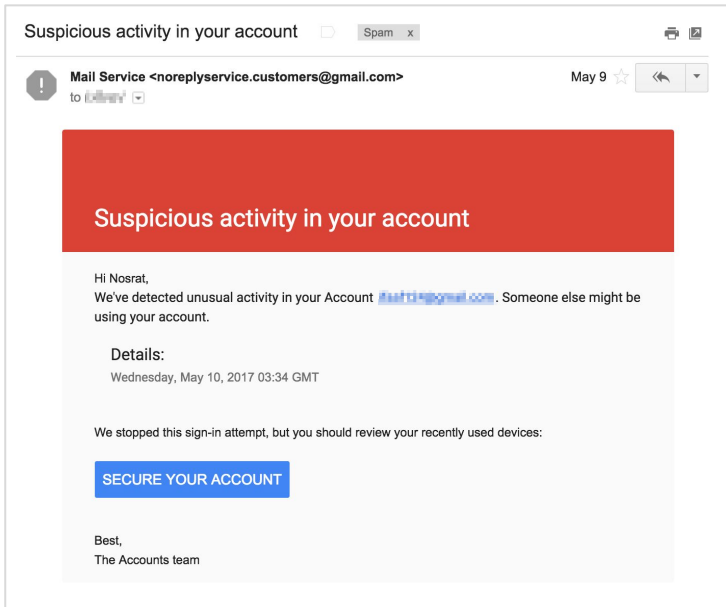 Suspicious activity in your account
Spam x
Mail Service <noreplyservice.customers@gmail.com>
May 9
to
Suspicious activity in your account
Hi Nosrat,
We've detected unusual activity in your Account . Someone else might be
using your account.
Details:
Wednesday, May 10, 2017 03:34 GMT
We stopped this sign-in attempt, but you should review your recently used devices:
SECURE YOUR ACCOUNT
Best,
The Accounts team